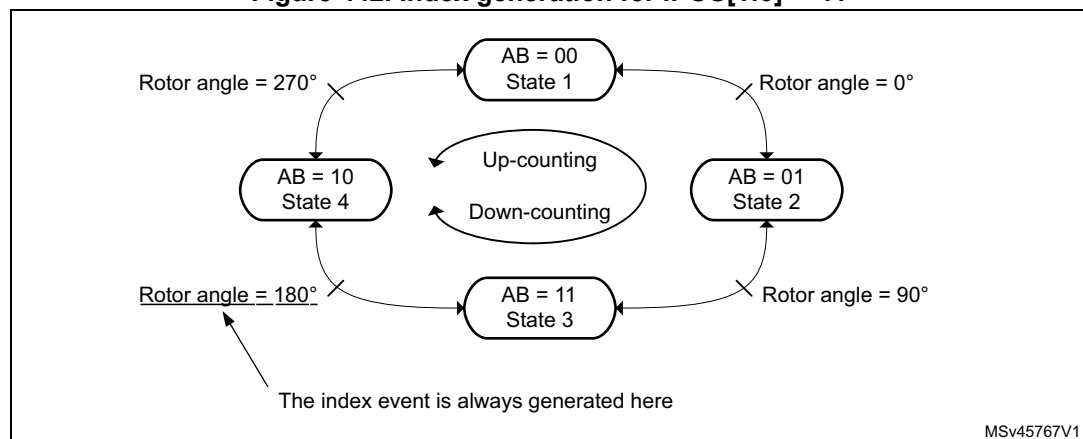 AB = 00
State 1
Rotor angle = 270°
Rotor angle = 0°
Up-counting
AB = 10
State 4
AB = 01
State 2
Down-counting
Rotor angle = 180°
AB = 11
State 3
Rotor angle = 90°
The index event is always generated here
MSv45767V1